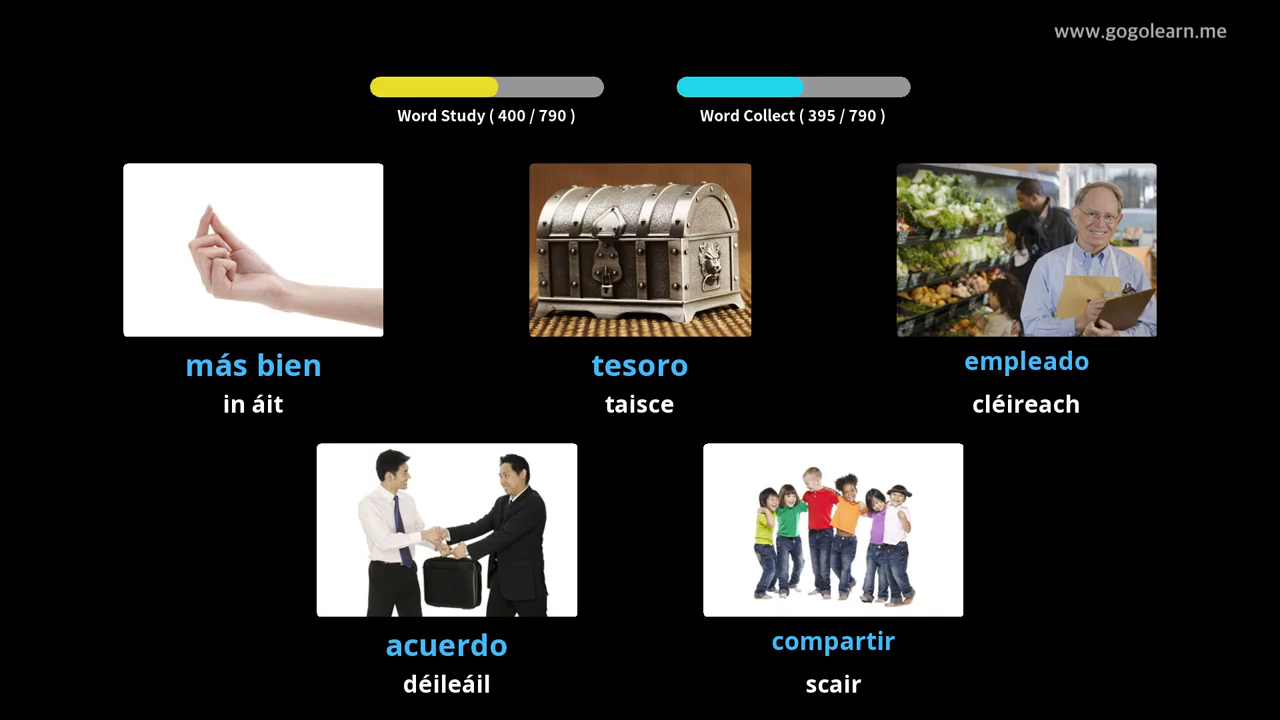 www.gogolearn.me
Word Study ( 400 / 790 )
Word Collect ( 395 / 790 )
más bien
in áit
tesoro
taisce
empleado
cléireach
acuerdo
déileáil
compartir
scair